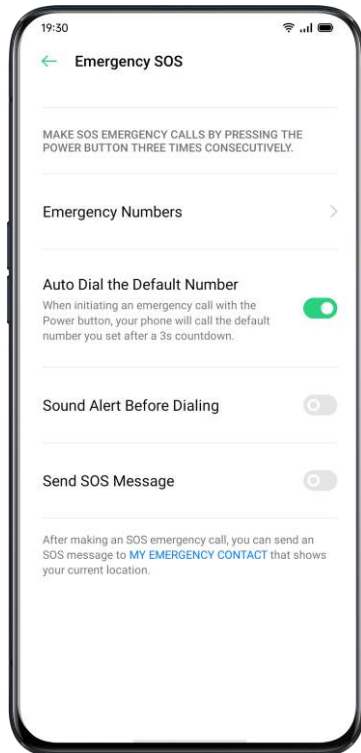 19:30
Emergency SOS
MAKE SOS EMERGENCY CALLS BY PRESSING THE
POWER BUTTON THREE TIMES CONSECUTIVELY.
Emergency Numbers
Auto Dial the Default Number
When initiating an emergency call with the
Power button, your phone will call the default
number you set after a 3s countdown.
Sound Alert Before Dialing
Send SOS Message
After making an SOS emergency call, you can send an
SOS message to MY EMERGENCY CONTACT that shows
your current location.